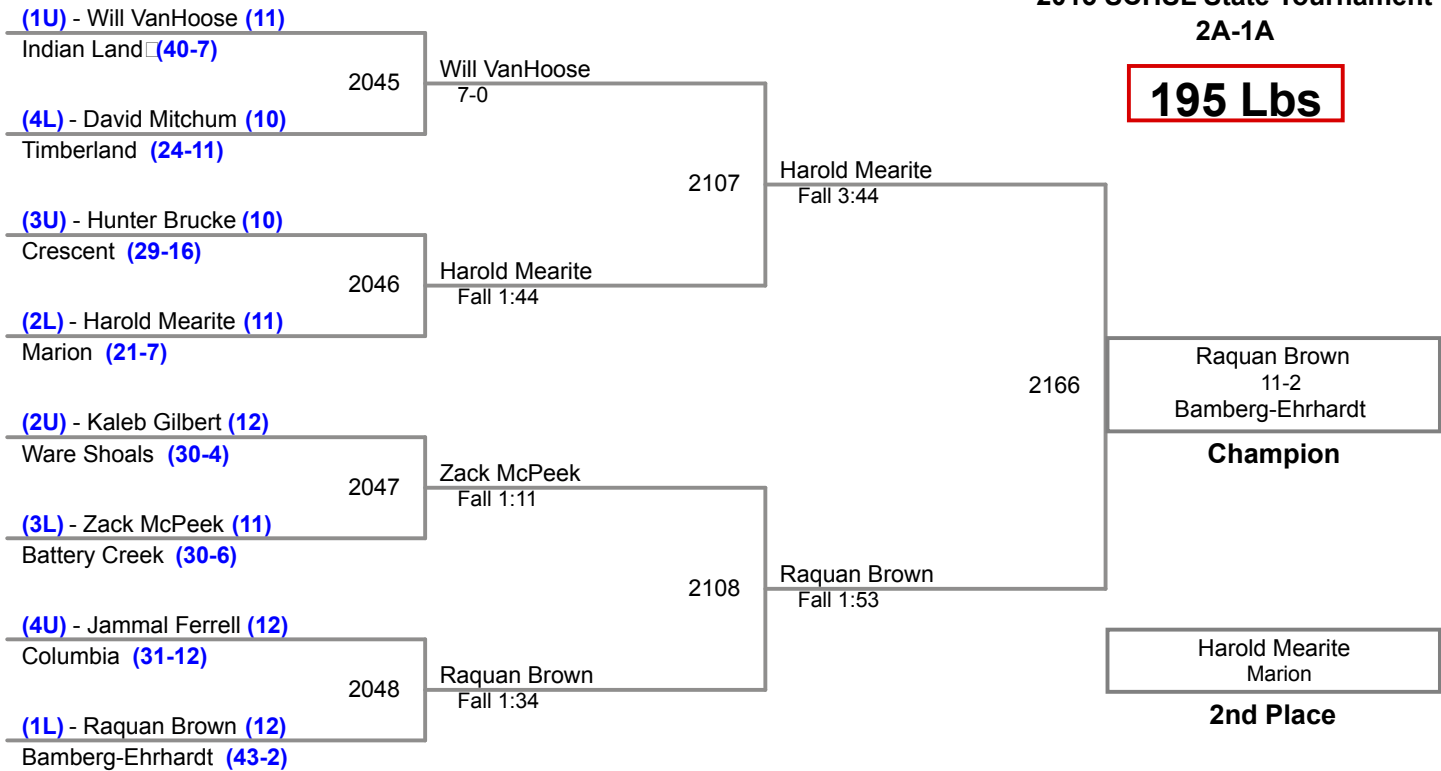 2A-1A
195 Lbs
(1U) - Will VanHoose (11)
Indian Land (40-7)
2045
(4L) - David Mitchum (10)
Timberland (24-11)
Will VanHoose
7-0
(3U) - Hunter Brucke (10)
Crescent (29-16)
2046
(2L) - Harold Mearite (11)
Marion (21-7)
Harold Mearite
Fall 1:44
2107
Harold Mearite
Fall 3:44
(2U) - Kaleb Gilbert (12)
Ware Shoals (30-4)
2047
(3L) - Zack McPeek (11)
Battery Creek (30-6)
Zack McPeek
Fall 1:11
(4U) - Jammal Ferrell (12)
Columbia (31-12)
2048
(1L) - Raquan Brown (12)
Bamberg-Ehrhardt (43-2)
Raquan Brown
Fall 1:34
2108
Raquan Brown
Fall 1:53
2166
Raquan Brown
11-2
Bamberg-Ehrhardt
Champion
Harold Mearite
Marion
2nd Place